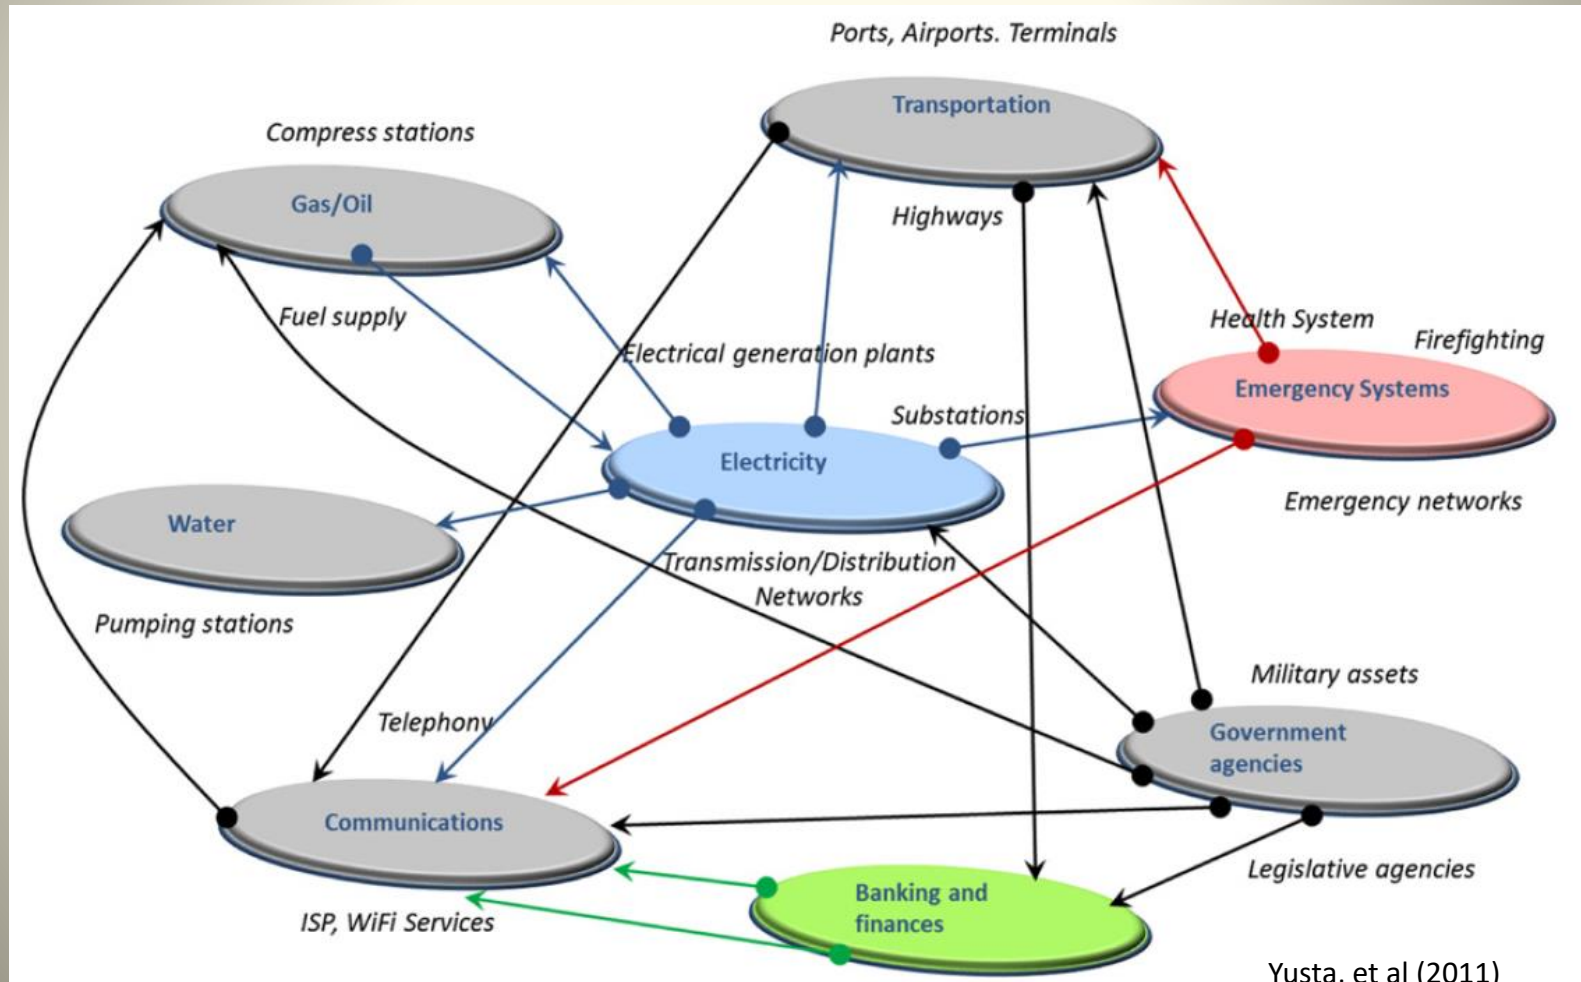 Ports, Airports. Terminals
Transportation
Compress stations
Gas/Oil
Highways
Fuel supply
Health System
Firefighting
Electrical generation plants
Emergency Systems
Substations
Electricity
Emergency networks
Water
Transmission/Distribution
Networks
Pumping stations
Military assets
Telephony
Government
agencies
Communications
Legislative agencies
Banking and
finances
ISP, WiFi Services
Yusta, et al (2011)